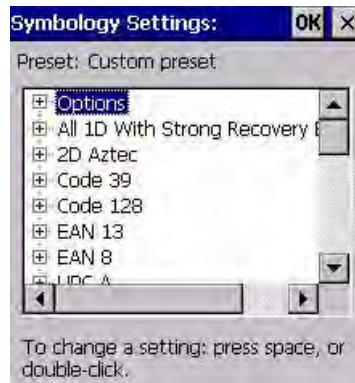 Symbology Settings: OK ×
Preset: Custom preset
Options
All 1D With Strong Recovery
2D Aztec
Code 39
Code 128
EAN 13
EAN 8
UPC A
To change a setting: press space, or
double-click.